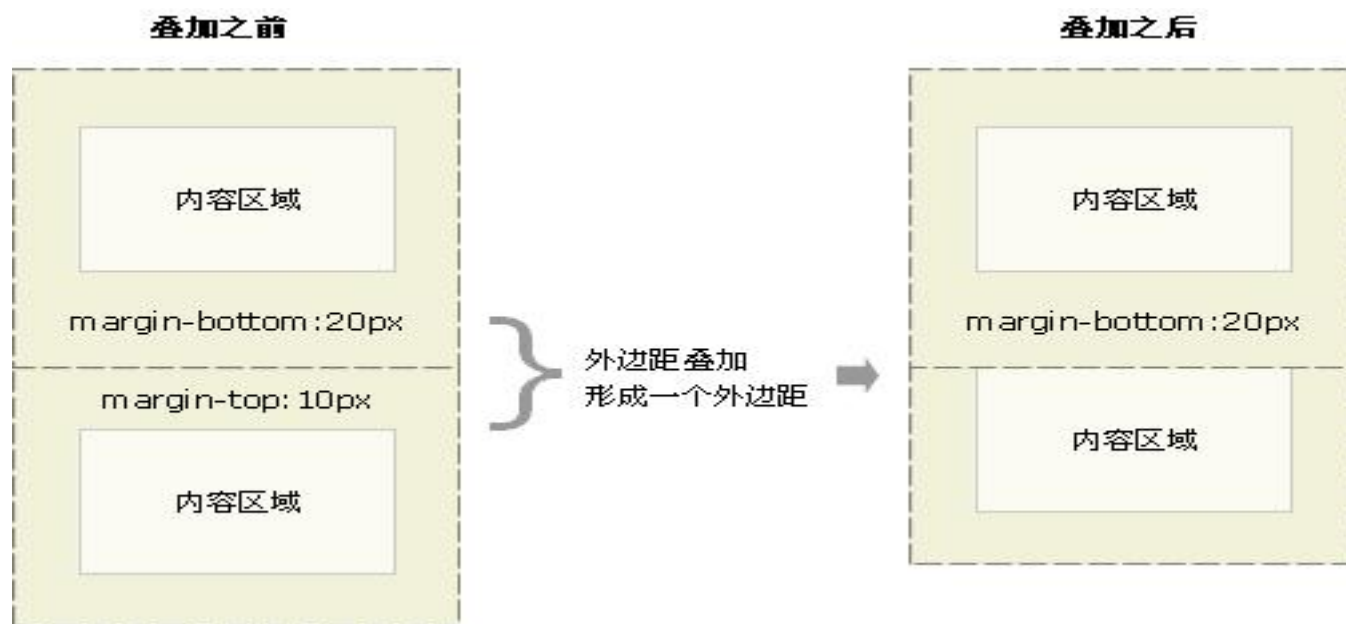 叠加之前
叠加之后
内容区域
margin-bottom:20px
margin-top:10px
内容区域
外边距叠加
形成一个外边距
内容区域
margin-bottom:20px
内容区域